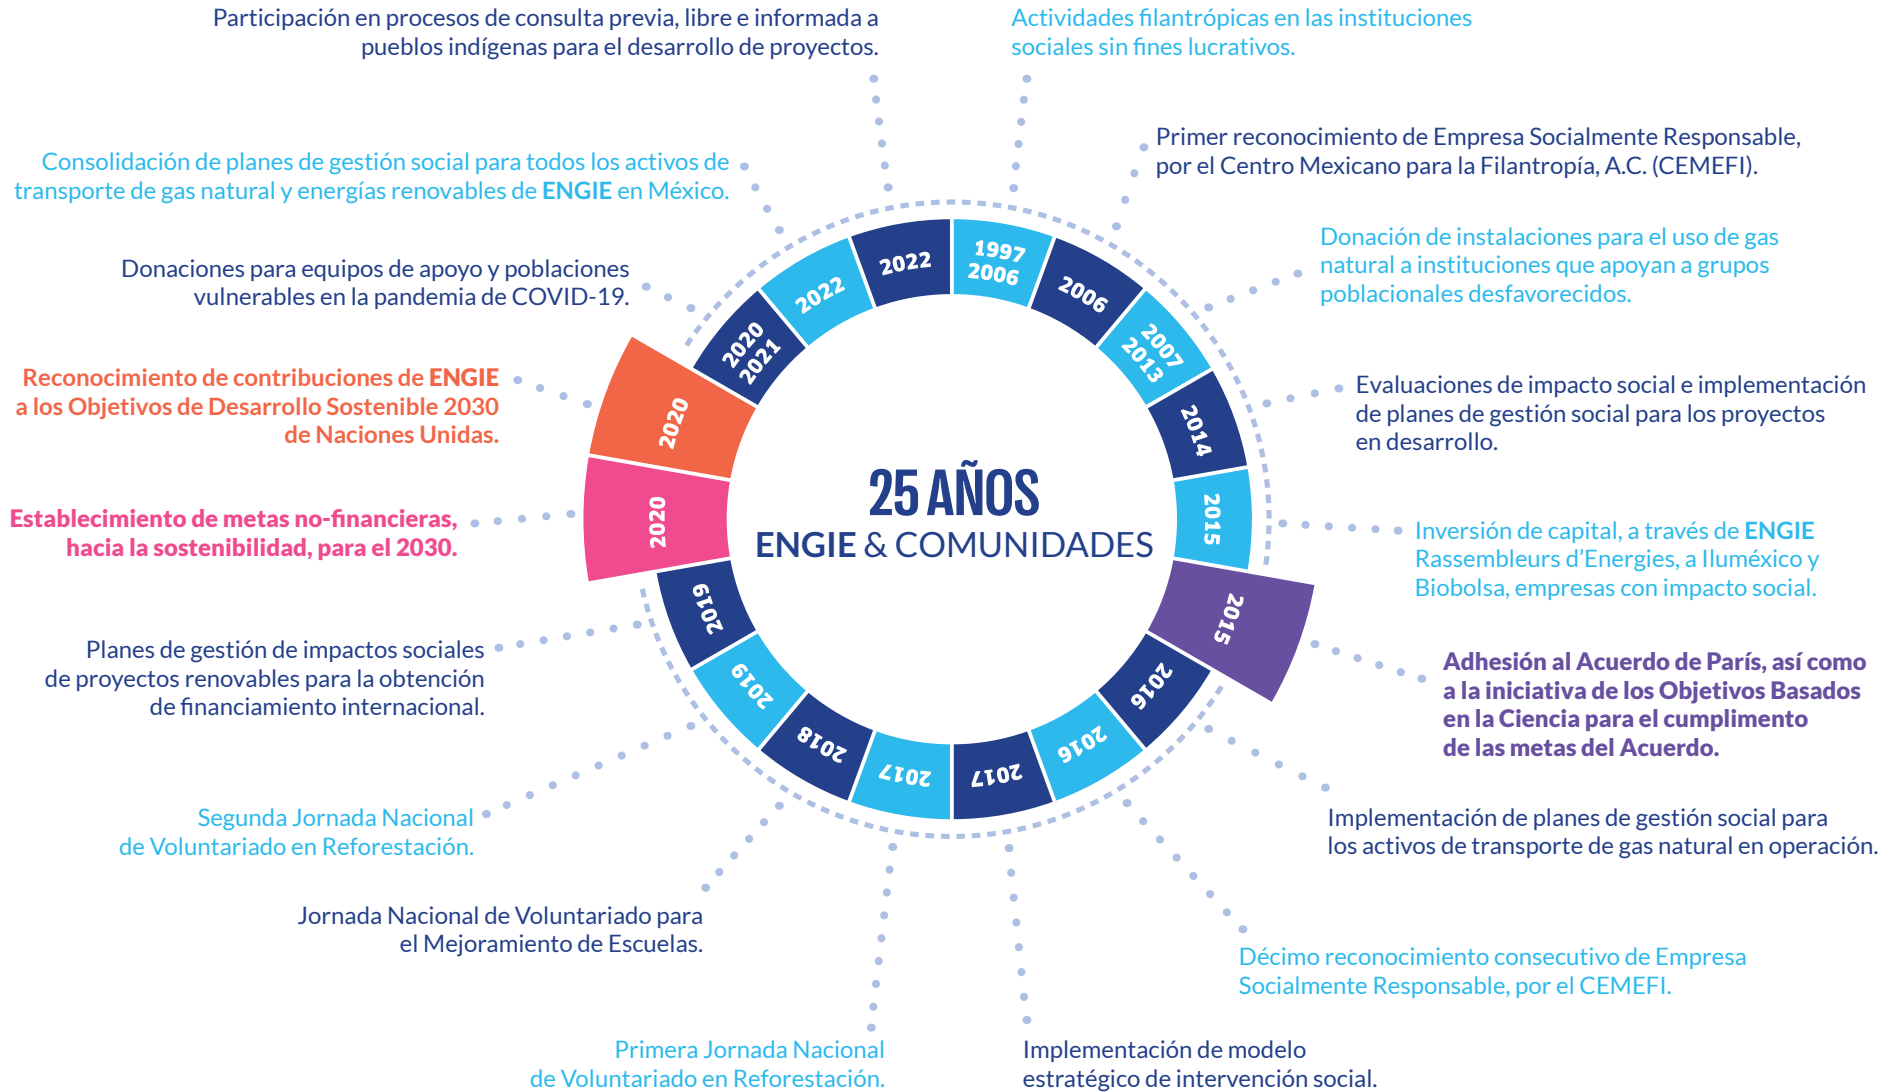 25 AÑOS
ENGIE & COMUNIDADES
1997
2006
Actividades filantrópicas en las instituciones
sociales sin fines lucrativos.
2006
Primer reconocimiento de Empresa Socialmente Responsable,
por el Centro Mexicano para la Filantropía, A.C. (CEMEFI).
2007
2013
Donación de instalaciones para el uso de gas
natural a instituciones que apoyan a grupos
poblacionales desfavorecidos.
2014
Evaluaciones de impacto social e implementación
de planes de gestión social para los proyectos
en desarrollo.
2015
Inversión de capital, a través de ENGIE
Rassembleurs d’Energies, a Iluméxico y
Biobolsa, empresas con impacto social.
2015
Adhesión al Acuerdo de París, así como
a la iniciativa de los Objetivos Basados
en la Ciencia para el cumplimento
de las metas del Acuerdo.
2016
Implementación de planes de gestión social para
los activos de transporte de gas natural en operación.
2016
Décimo reconocimiento consecutivo de Empresa
Socialmente Responsable, por el CEMEFI.
2017
Implementación de modelo
estratégico de intervención social.
2017
Primera Jornada Nacional
de Voluntariado en Reforestación.
2018
Jornada Nacional de Voluntariado para
el Mejoramiento de Escuelas.
2019
Segunda Jornada Nacional
de Voluntariado en Reforestación.
2019
Planes de gestión de impactos sociales
de proyectos renovables para la obtención
de financiamiento internacional.
2020
Establecimiento de metas no-financieras,
hacia la sostenibilidad, para el 2030.
2020
Reconocimiento de contribuciones de ENGIE
a los Objetivos de Desarrollo Sostenible 2030
de Naciones Unidas.
2020
2021
Donaciones para equipos de apoyo y poblaciones
vulnerables en la pandemia de COVID-19.
2022
Consolidación de planes de gestión social para todos los activos de
transporte de gas natural y energías renovables de ENGIE en México.
2022
Participación en procesos de consulta previa, libre e informada a
pueblos indígenas para el desarrollo de proyectos.